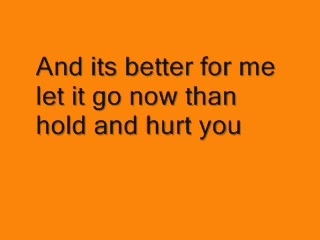 And its better for me
let it go now than
hold and hurt you